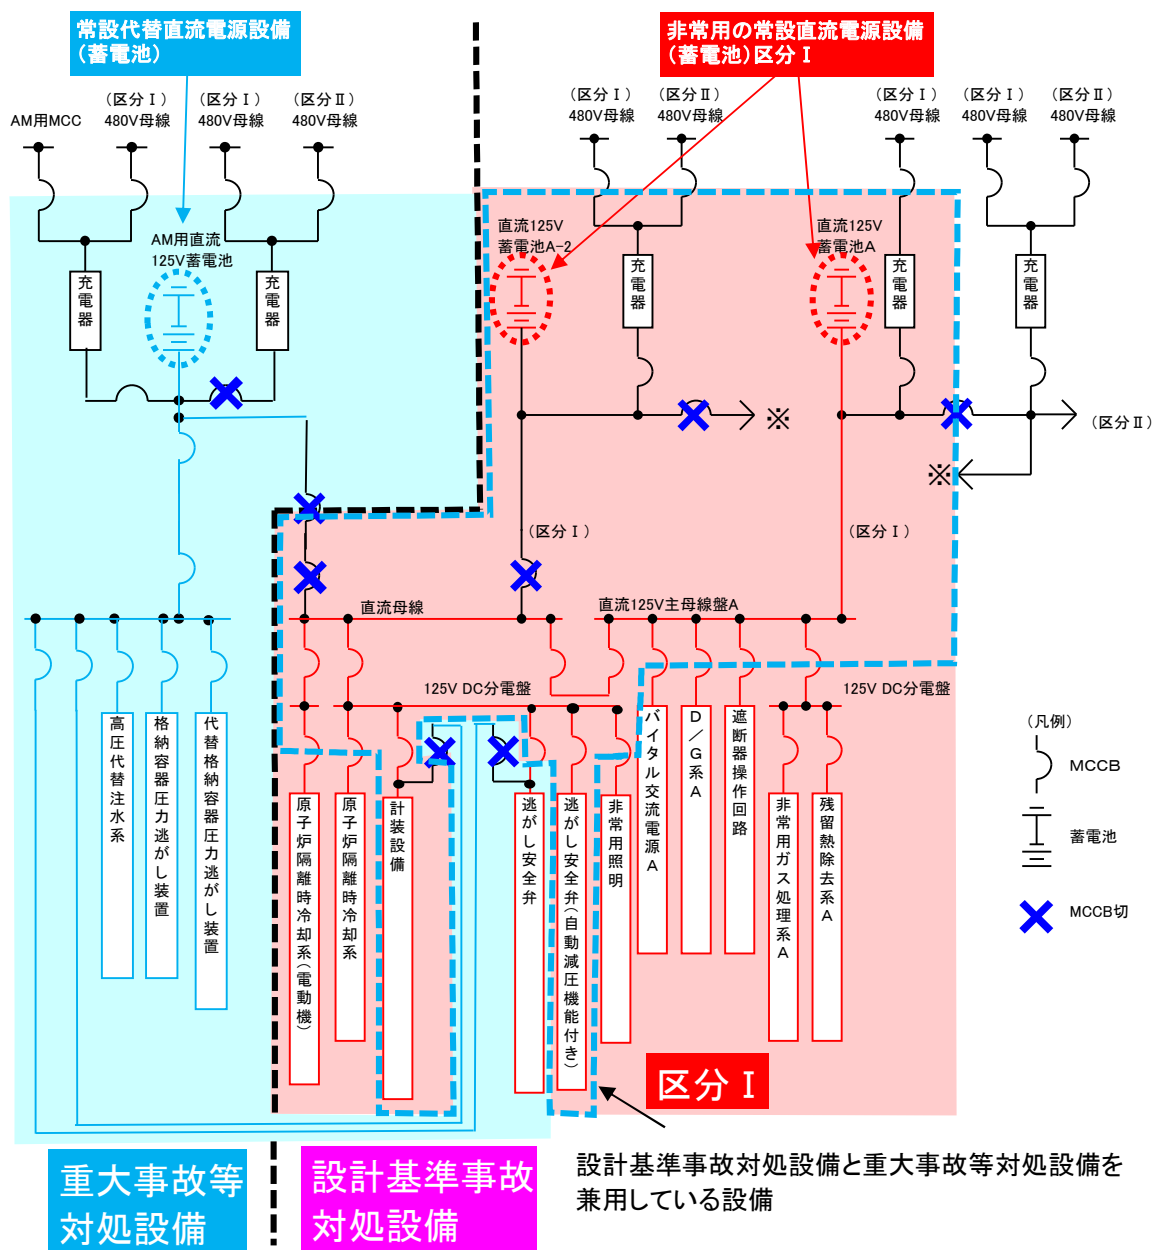 常設代替直流電源設備
（蓄電池）
非常用の常設直流電源設備
（蓄電池）区分Ⅰ
AM用MCC
（区分Ⅰ）
480V母線
（区分Ⅰ）
480V母線
（区分Ⅱ）
480V母線
（区分Ⅰ）
480V母線
（区分Ⅱ）
480V母線
（区分Ⅰ）
480V母線
（区分Ⅰ）
480V母線
（区分Ⅱ）
480V母線
AM用直流
125V蓄電池
直流125V
蓄電池A-2
直流125V
蓄電池A
充電器
充電器
充電器
充電器
充電器
※
（区分Ⅱ）
※
（区分Ⅰ）
（区分Ⅰ）
直流母線
直流125V主母線盤A
125V DC分電盤
125V DC分電盤
高圧代替注水系
格納容器圧力逃がし装置
代替格納容器圧力逃がし装置
原子炉隔離時冷却系（電動機）
原子炉隔離時冷却系
計装設備
逃がし安全弁
逃がし安全弁（自動減圧機能付き）
非常用照明
バイタル交流電源A
D／G系A
遮断器操作回路
非常用ガス処理系A
残留熱除去系A
（凡例）
MCCB
蓄電池
MCCB切
区分Ⅰ
重大事故等
対処設備
設計基準事故
対処設備
設計基準事故対処設備と重大事故等対処設備を
兼用している設備